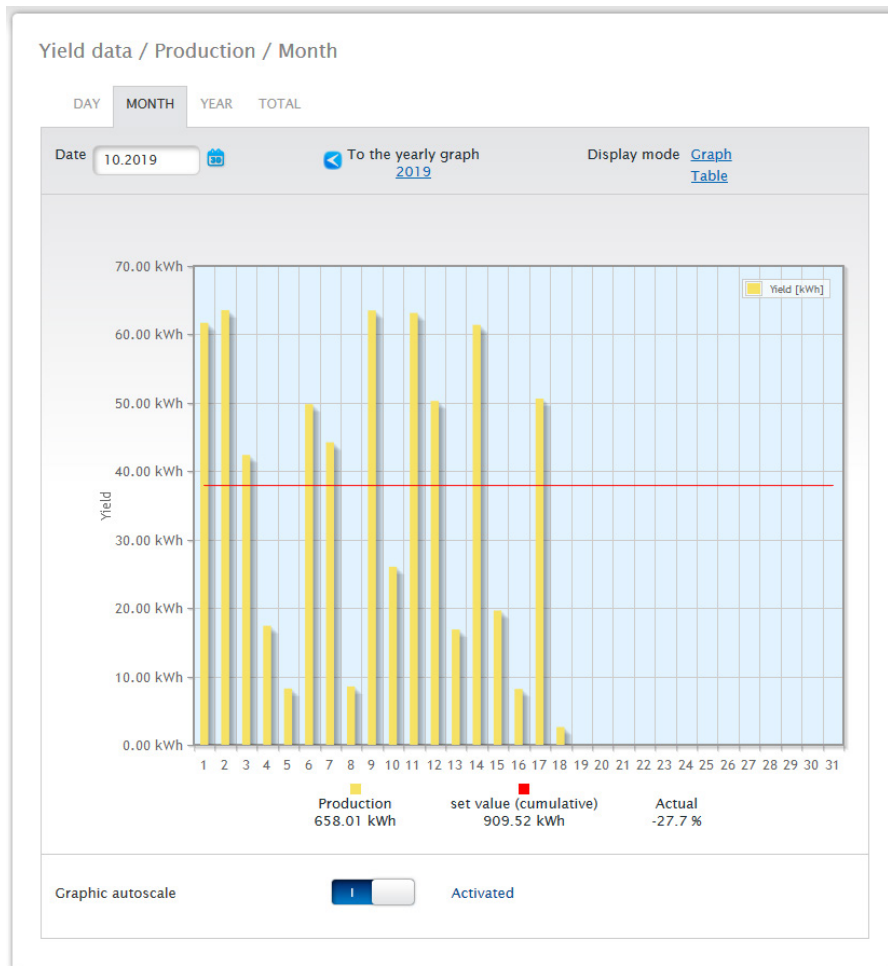 Yield data / Production / Month
DAY MONTH YEAR TOTAL
Date 10.2019 30 To the yearly graph Display mode Graph
2019 Table
70.00 kWh
Yield [kWh]
60.00 kWh
50.00 kWh
40.00 kWh
Yield
30.00 kWh
20.00 kWh
10.00 kWh
0.00 kWh
1 2 3 4 5 6 7 8 9 10 11 12 13 14 15 16 17 18 19 20 21 22 23 24 25 26 27 28 29 30 31
Production set value (cumulative) Actual
658.01 kWh 909.52 kWh -27.7 %
Graphic autoscale I Activated